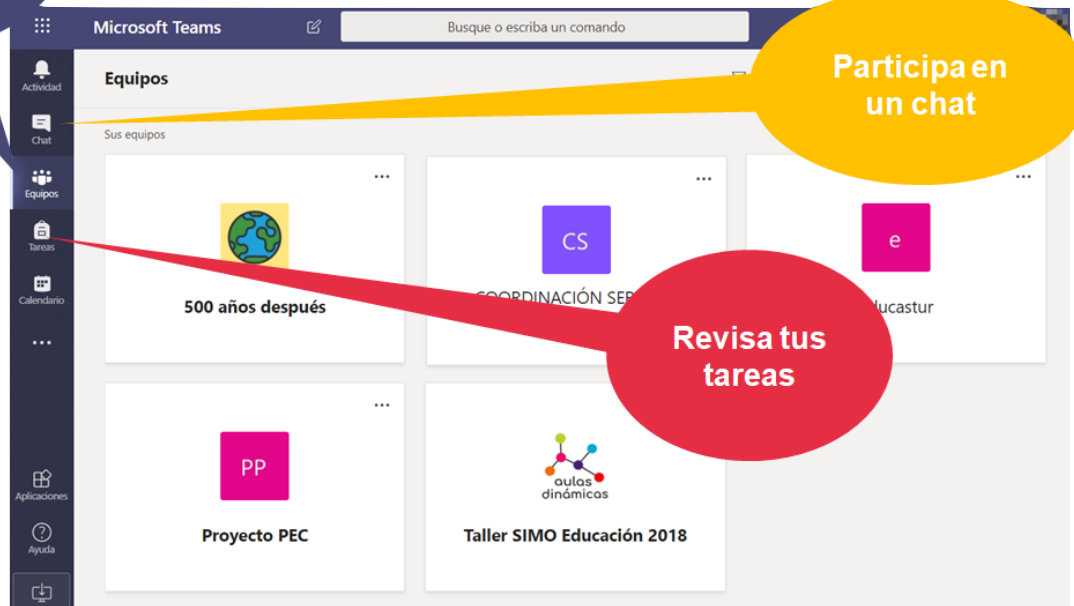 Microsoft Teams
Busque o escriba un comando
Participa en
un chat
Actividad
Equipos
Chat
Sus equipos
Equipos
Tareas
Calendario
500 años después
CS
COORDINACIÓN
e
Revisa tus
tareas
PP
Proyecto PEC
aulas
dinámicas
Taller SIMO Educación 2018
Aplicaciones
Ayuda